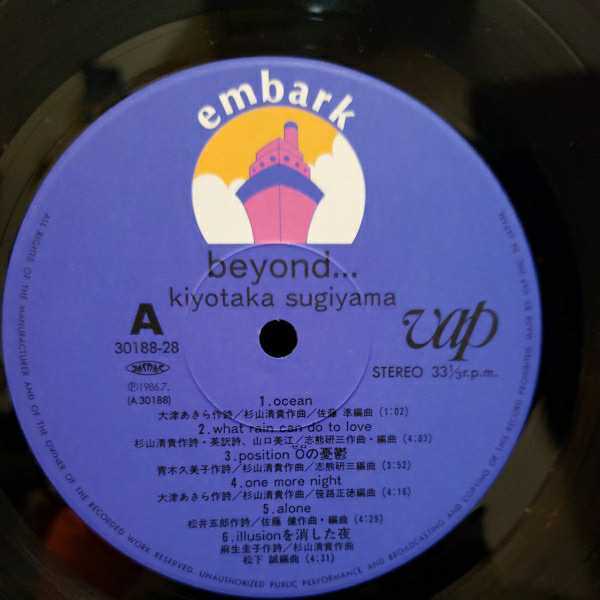 embark
beyond...
kiyotaka sugiyama
A
30188-28
vap
STEREO 33⅓r.p.m.
JASRAC
Ⓟ1986.7.
(A 30188)
1.ocean
大津あきら作詩/杉山清貴作曲/佐藤 準編曲 (1:02)
2.what rain can do to love
杉山清貴作詩・英訳詩、山口美江/志熊研三作曲・編曲 (4:03)
3.position 0の憂鬱
青木久美子作詩/杉山清貴作曲/志熊研三編曲 (3:52)
4.one more night
大津あきら作詩/杉山清貴作曲/笹路正徳編曲 (4:16)
5.alone
松井五郎作詩/佐藤 健作曲・編曲 (4:29)
6.illusionを消した夜
麻生圭子作詩/杉山清貴作曲
松下 誠編曲 (4:31)
ALL RIGHTS OF THE MANUFACTURER AND OF THE OWNER OF THE RECORDED WORK RESERVED. UNAUTHORIZED PUBLIC PERFORMANCE AND BROADCASTING AND COPYING OF THIS RECORD PROHIBITED.